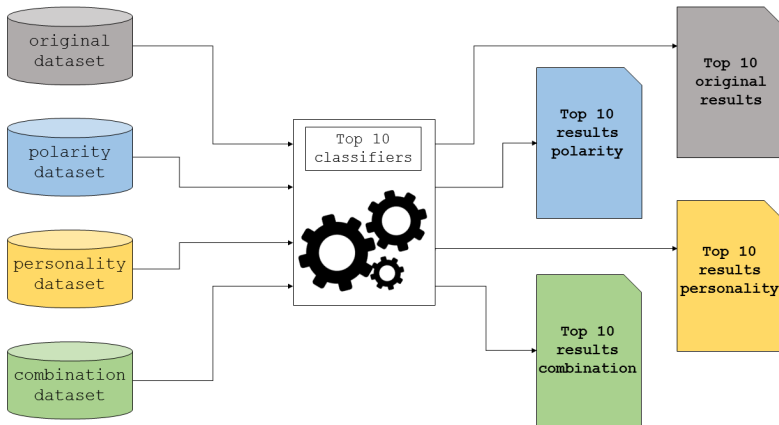 original
dataset
polarity
dataset
personality
dataset
combination
dataset
Top 10
classifiers
Top 10
results
polarity
Top 10
original
results
Top 10
results
personality
Top 10
results
combination